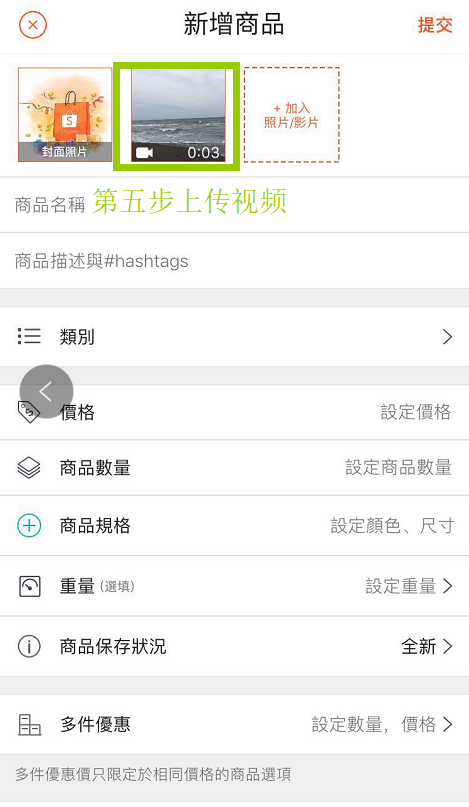 新增商品
提交
S
封面照片
0:03
+ 加入
照片/影片
商品名稱 第五步上传视频
商品描述與#hashtags
類別
價格 設定價格
商品數量 設定商品數量
商品規格 設定顏色、尺寸
重量 (選填) 設定重量
商品保存狀況 全新
多件優惠 設定數量，價格
多件優惠價只限定於相同價格的商品選項